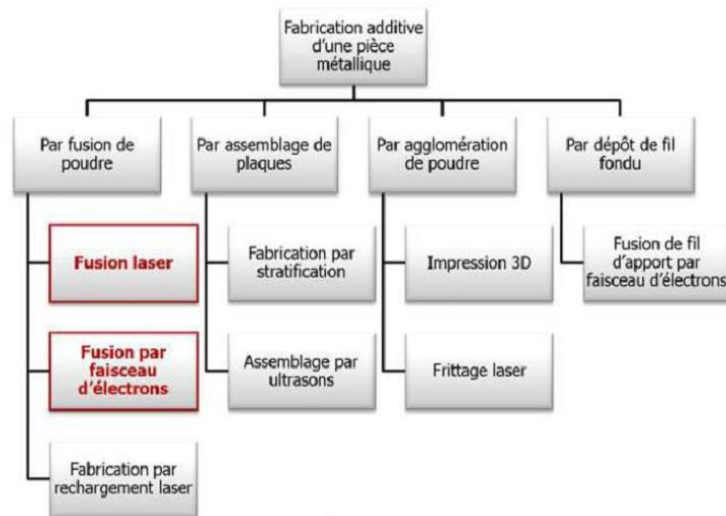 Fabrication additive
d'une pièce
métallique
Par fusion de
poudre
Par assemblage de
plaques
Par agglomération
de poudre
Par dépôt de fil
fondu
Fusion laser
Fabrication par
stratification
Impression 3D
Fusion de fil
d'apport par
faisceau d'électrons
Fusion par
faisceau
d'électrons
Assemblage par
ultrasons
Frittage laser
Fabrication par
rechargement laser